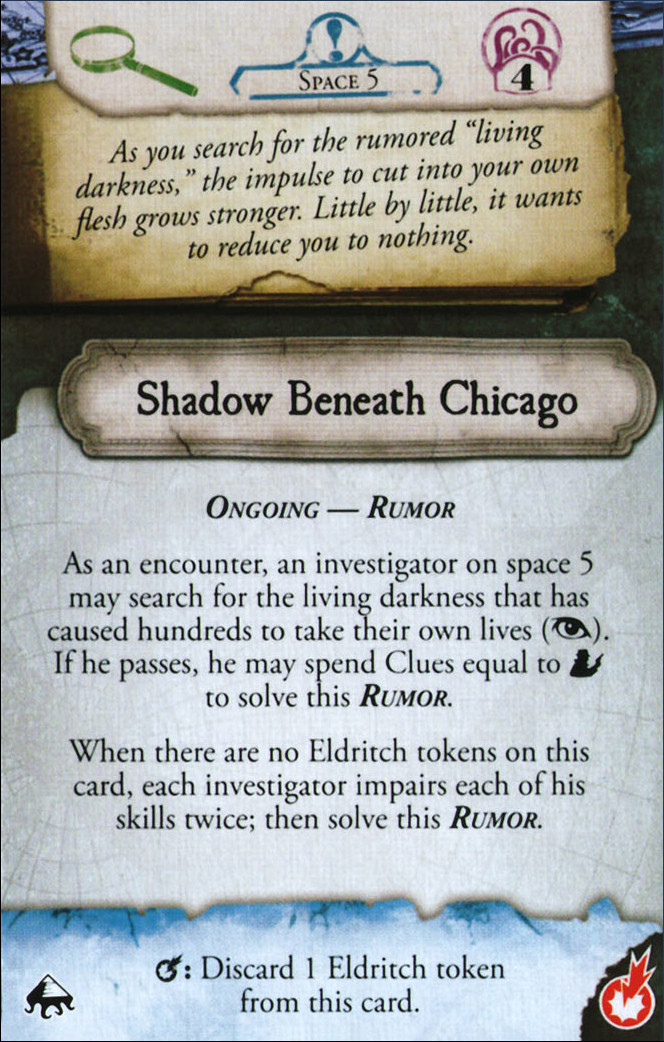 SPACE 5
4
As you search for the rumored “living
darkness,” the impulse to cut into your own
flesh grows stronger. Little by little, it wants
to reduce you to nothing.
Shadow Beneath Chicago
ONGOING — RUMOR
As an encounter, an investigator on space 5
may search for the living darkness that has
caused hundreds to take their own lives ( ).
If he passes, he may spend Clues equal to
to solve this RUMOR.
When there are no Eldritch tokens on this
card, each investigator impairs each of his
skills twice; then solve this RUMOR.
: Discard 1 Eldritch token
from this card.